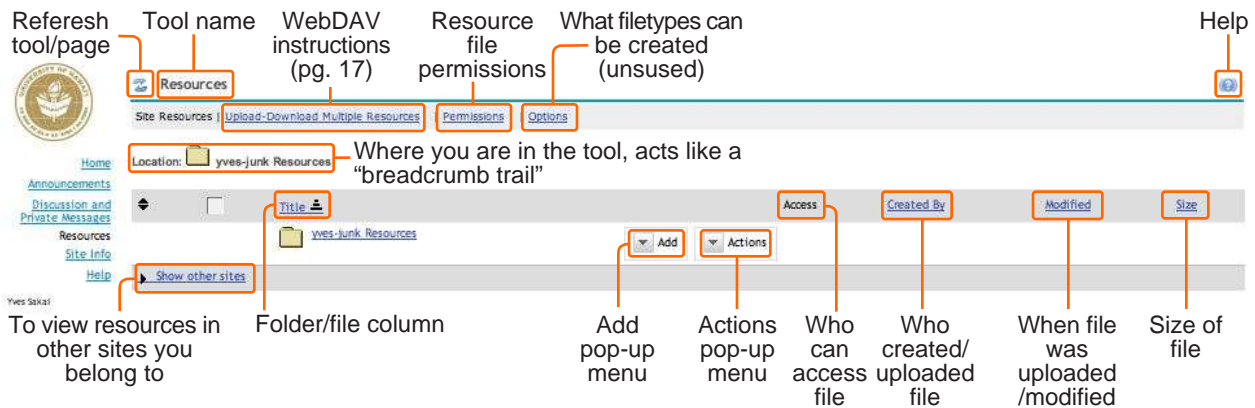 Referesh
tool/page
Tool name
WebDAV
instructions
(pg. 17)
Resource
file
permissions
What filetypes can
be created
(unsused)
Help
Resources
Site Resources | Upload-Download Multiple Resources | Permissions | Options
Location: yves-junk Resources
Where you are in the tool, acts like a
“breadcrumb trail”
Home
Announcements
Discussion and
Private Messages
Resources
Site Info
Help
Yves Sakai
Title Access Created By Modified Size
yves-junk Resources Add Actions
Show other sites
To view resources in
other sites you
belong to
Folder/file column
Add
pop-up
menu
Actions
pop-up
menu
Who
can
access
file
Who
created/
uploaded
file
When file
was
uploaded
/modified
Size of
file